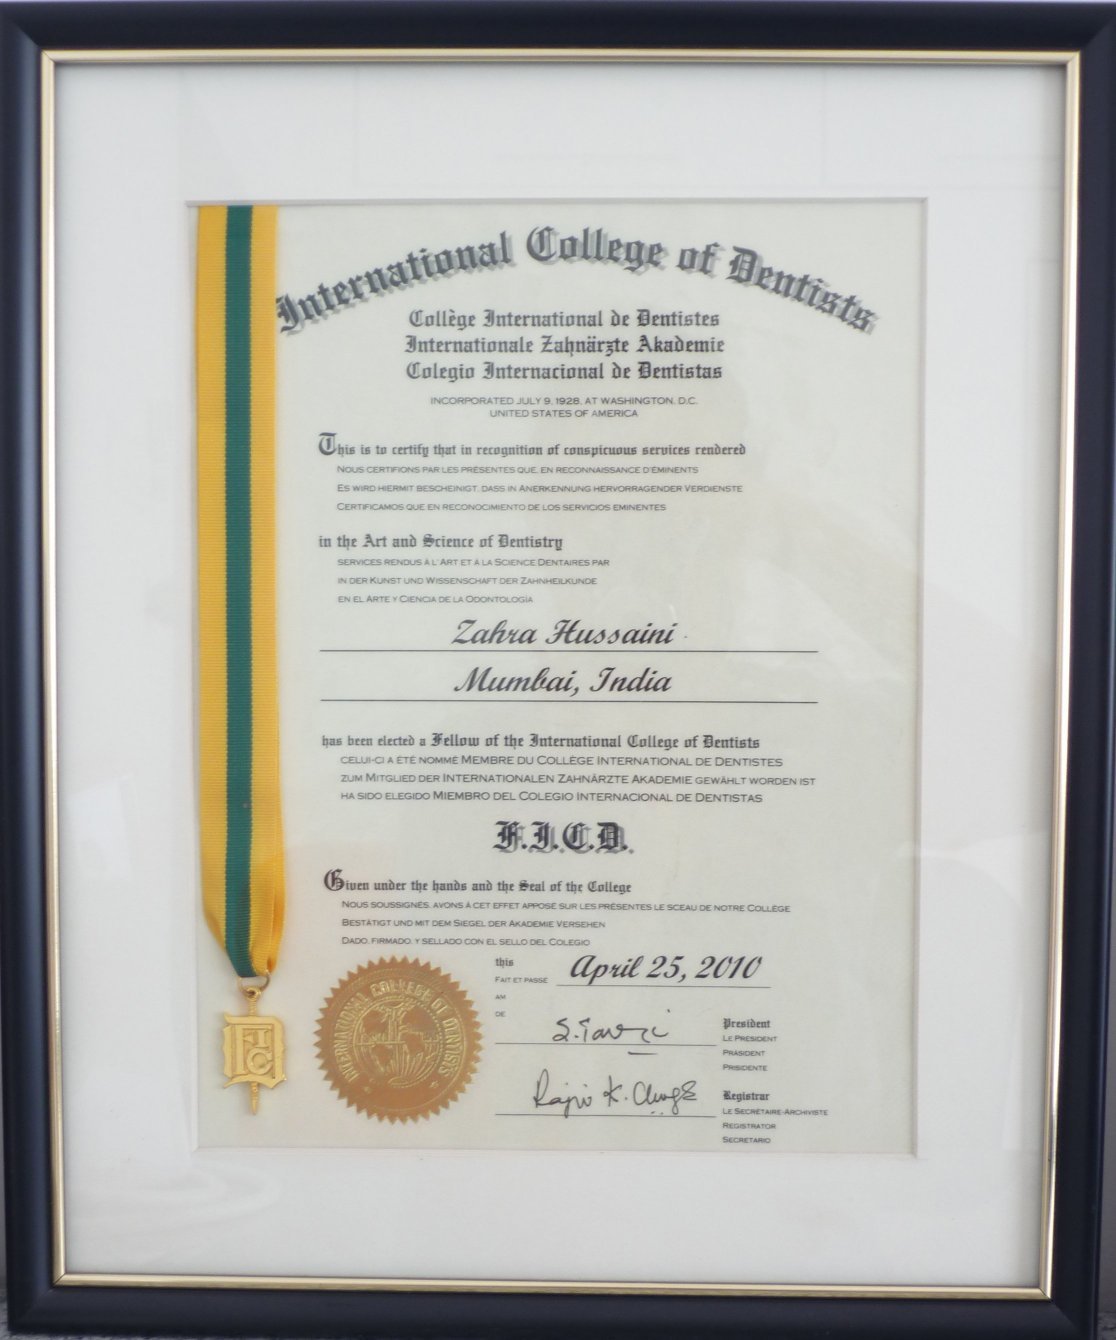 International College of Dentists
Collège International de Dentistes
Internationale Zahnärzte Akademie
Colegio Internacional de Dentistas
INCORPORATED JULY 9, 1928, AT WASHINGTON, D.C.
UNITED STATES OF AMERICA
This is to certify that in recognition of conspicuous services rendered
NOUS CERTIFIONS PAR LES PRÉSENTES QUE, EN RECONNAISSANCE D'ÉMINENTS
ES WIRD HIERMIT BESCHEINIGT, DASS IN ANERKENNUNG HERVORRAGENDER VERDIENSTE
CERTIFICAMOS QUE EN RECONOCIMIENTO DE LOS SERVICIOS EMINENTES
in the Art and Science of Dentistry
SERVICES RENDUS À L'ART ET À LA SCIENCE DENTAIRES PAR
IN DER KUNST UND WISSENSCHAFT DER ZAHNHEILKUNDE
EN EL ARTE Y CIENCIA DE LA ODONTOLOGIA
Zahra Hussaini
Mumbai, India
has been elected a Fellow of the International College of Dentists
CELUI-CI A ÉTÉ NOMMÉ MEMBRE DU COLLÈGE INTERNATIONAL DE DENTISTES
ZUM MITGLIED DER INTERNATIONALEN ZAHNÄRZTE AKADEMIE GEWÄHLT WORDEN IST
HA SIDO ELEGIDO MIEMBRO DEL COLEGIO INTERNACIONAL DE DENTISTAS
F.I.C.D.
Given under the hands and the Seal of the College
NOUS SOUSSIGNÉS, AVONS À CET EFFET APPOSÉ SUR LES PRÉSENTES LE SCEAU DE NOTRE COLLÈGE
BESTÄTIGT UND MIT DEM SIEGEL DER AKADEMIE VERSEHEN
DADO, FIRMADO, Y SELLADO CON EL SELLO DEL COLEGIO
this April 25, 2010
FAIT ET PASSÉ
AM
DE
President
LE PRÉSIDENT
PRÄSIDENT
PRISIDENTE
Rajiv K. Chugh
Registrar
LE SECRÉTAIRE-ARCHIVISTE
REGISTRATOR
SECRETARIO
INTERNATIONAL COLLEGE OF DENTISTS